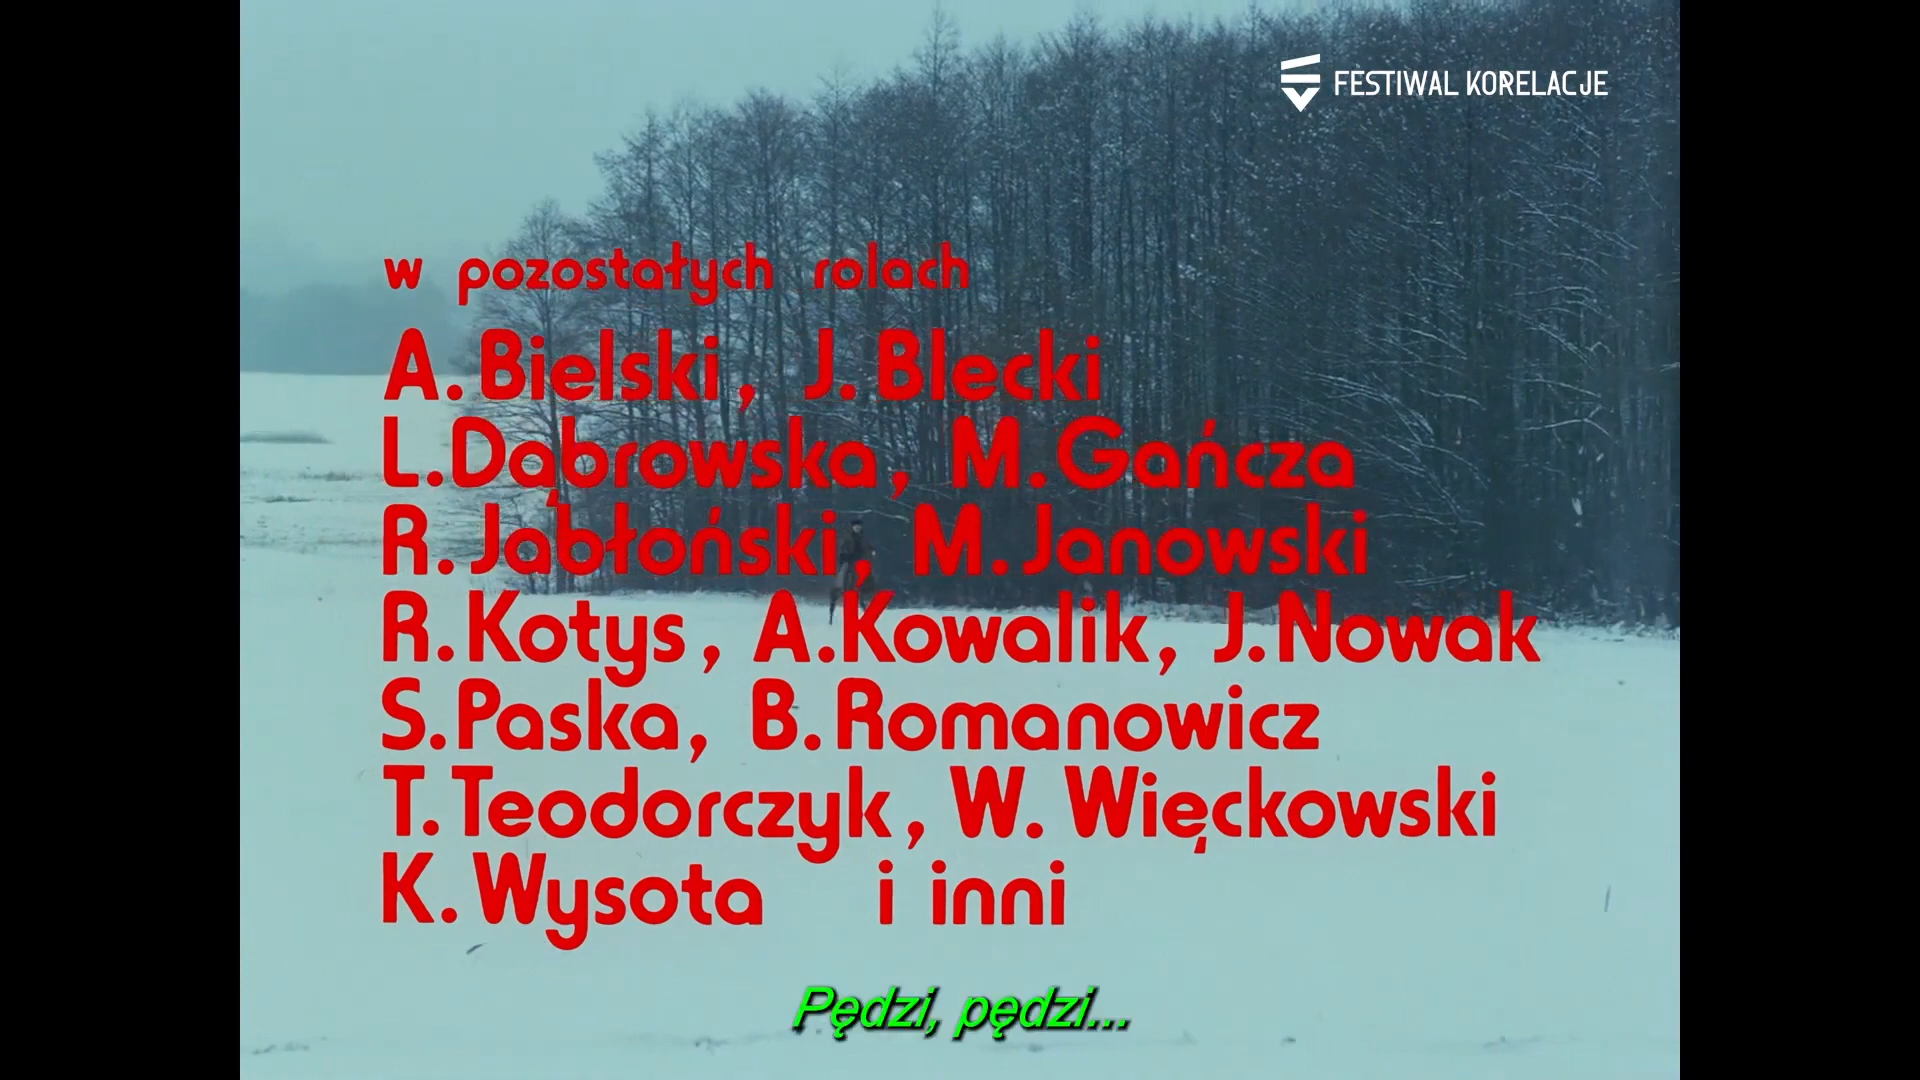 FESTIWAL KORELACJE
w pozostałych rolach
A. Bielski, J. Blecki
L. Dąbrowska, M. Gańcza
R. Jabłoński, M. Janowski
R. Kotys, A. Kowalik, J. Nowak
S. Paska, B. Romanowicz
T. Teodorczyk, W. Więckowski
K. Wysota i inni
Pędzi, pędzi...